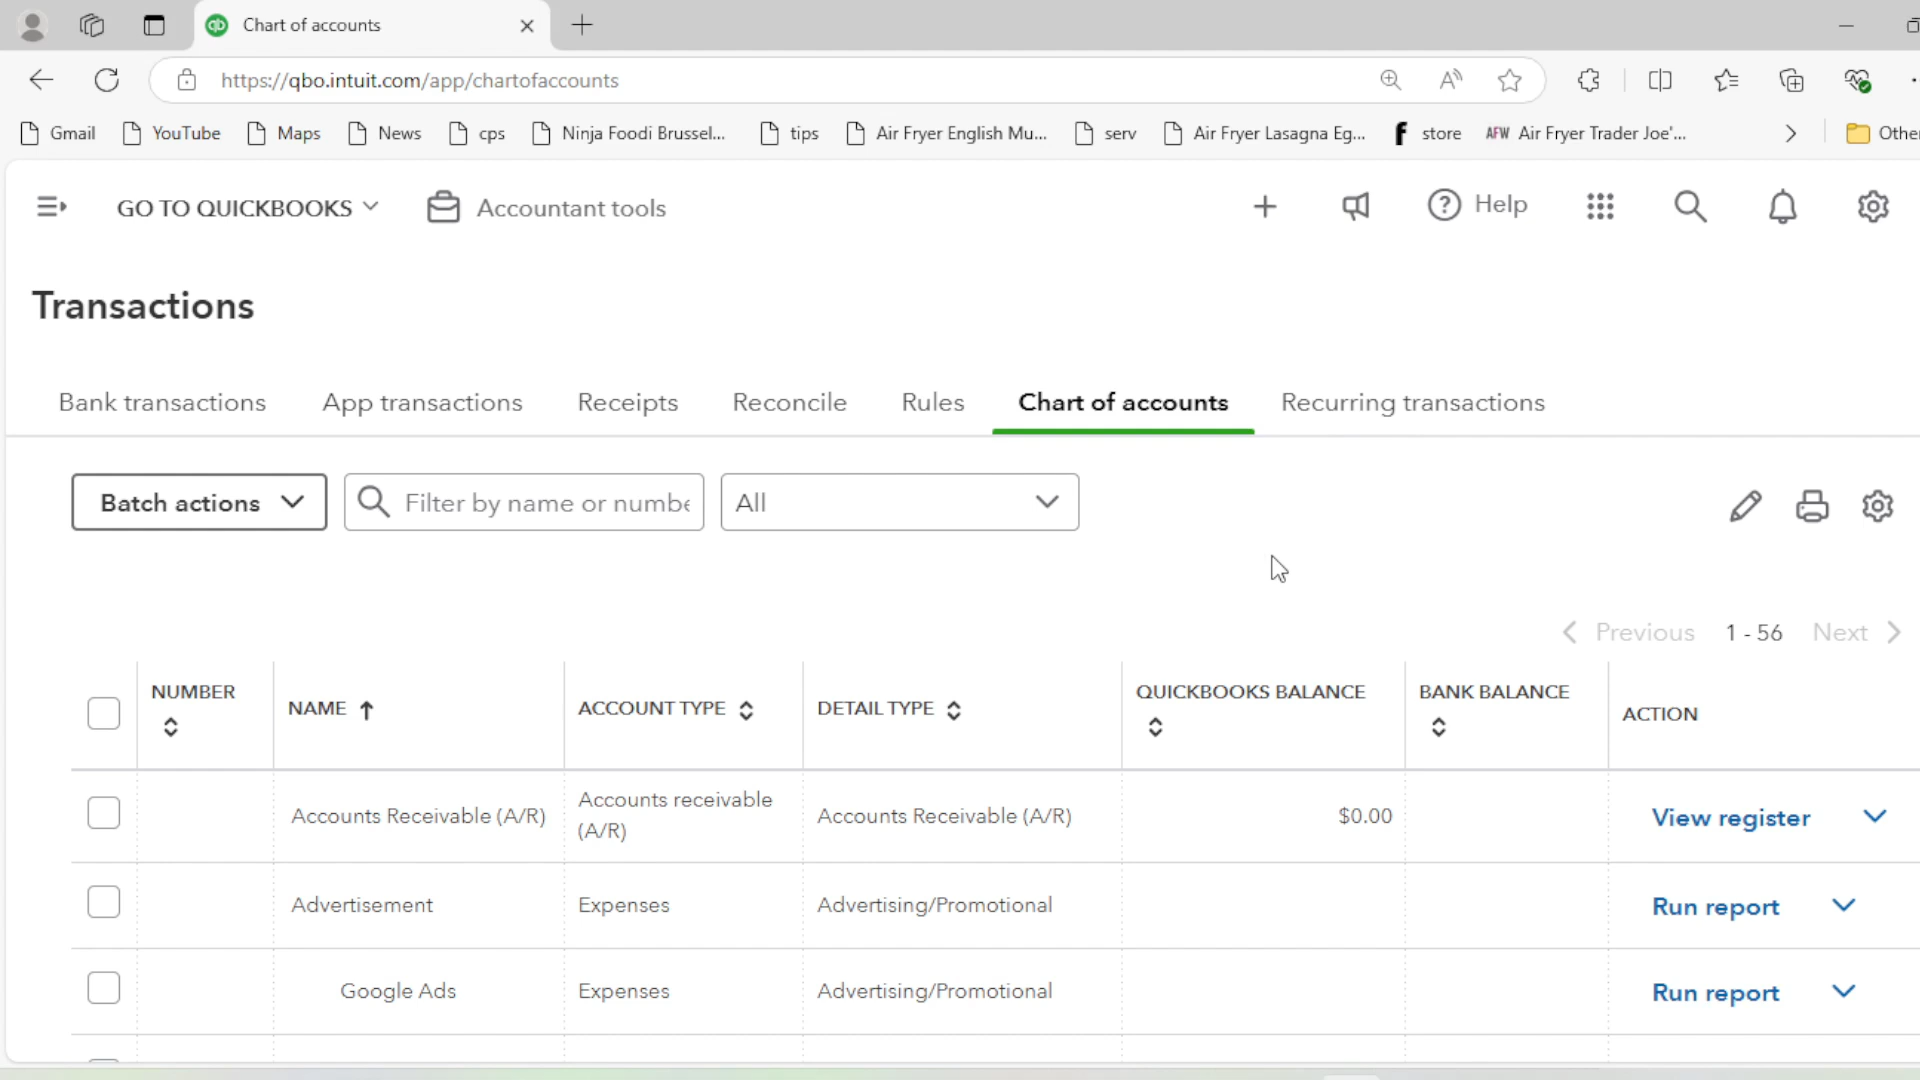 Chart of accounts
https://qbo.intuit.com/app/chartofaccounts
Gmail YouTube Maps News cps Ninja Foodi Brussel... tips Air Fryer English Mu... serv Air Fryer Lasagna Eg... f store AFW Air Fryer Trader Joe'... Other
GO TO QUICKBOOKS Accountant tools Help
Transactions
Bank transactions App transactions Receipts Reconcile Rules Chart of accounts Recurring transactions
Batch actions Filter by name or numbe All
Previous 1 - 56 Next
NUMBER NAME ACCOUNT TYPE DETAIL TYPE QUICKBOOKS BALANCE BANK BALANCE ACTION
Accounts Receivable (A/R) Accounts receivable (A/R) Accounts Receivable (A/R) $0.00 View register
Advertisement Expenses Advertising/Promotional Run report
Google Ads Expenses Advertising/Promotional Run report